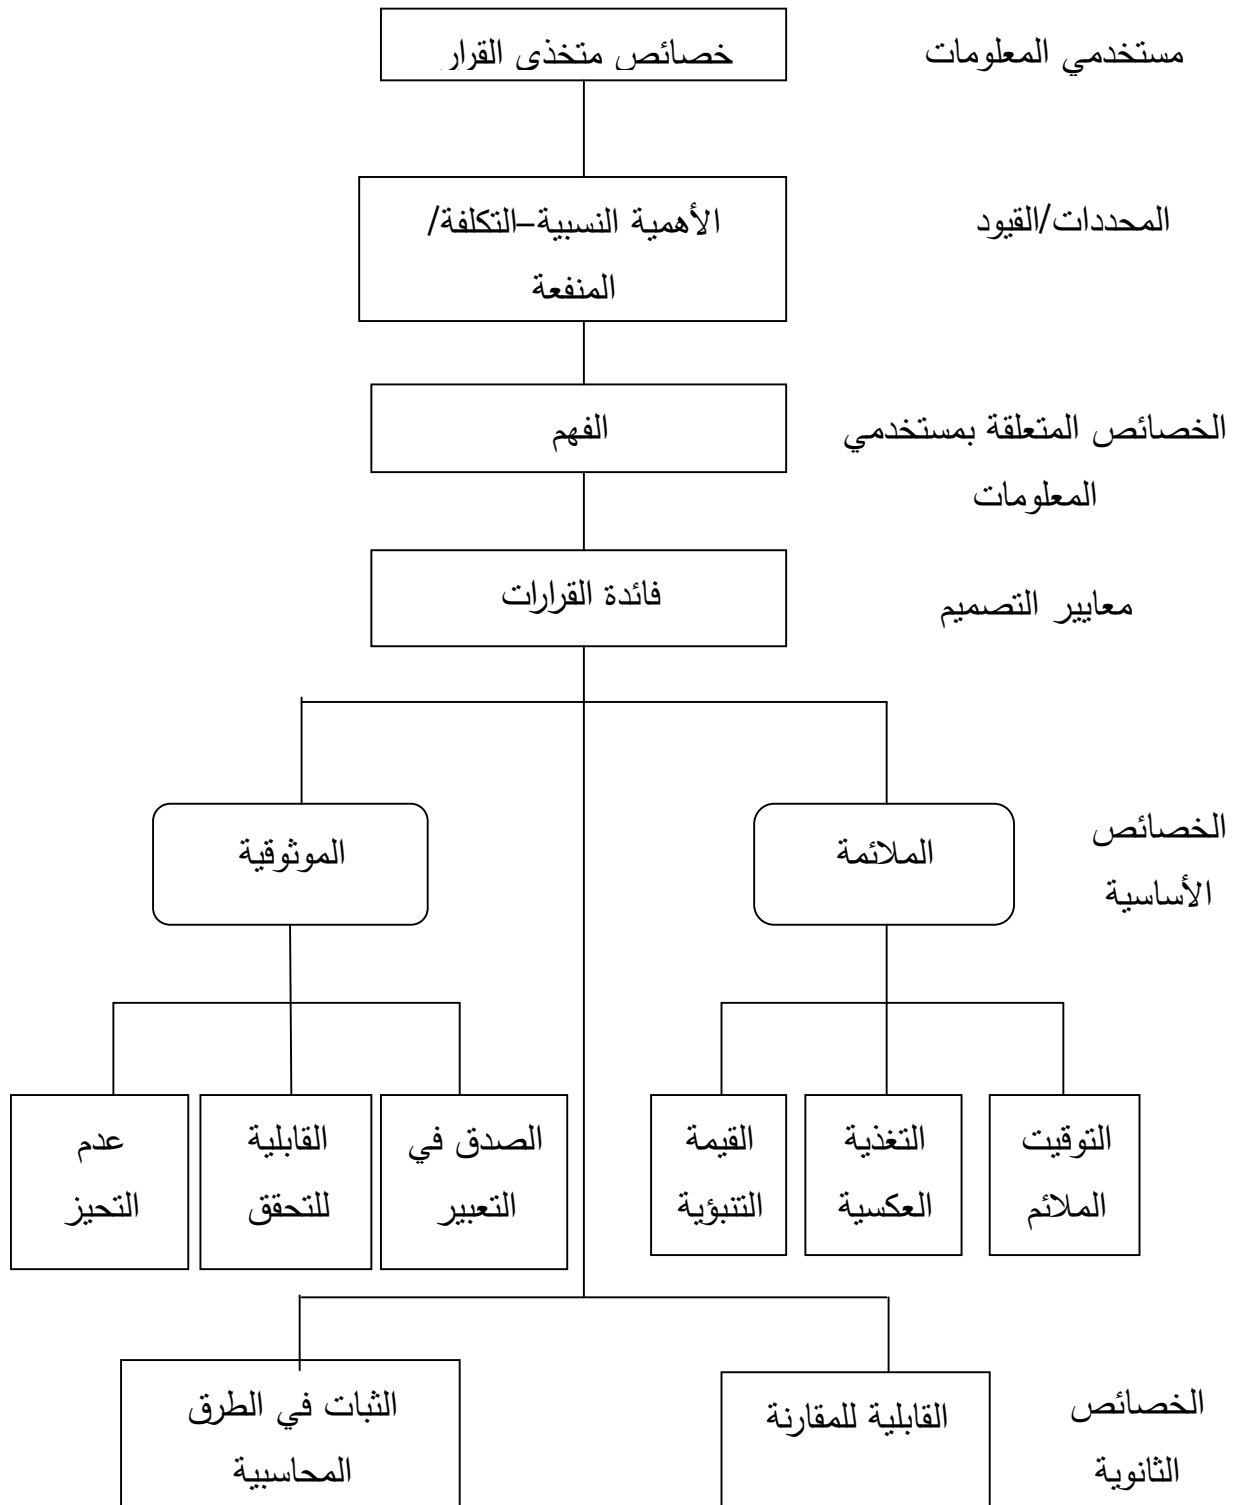 مستخدمي المعلومات
خصائص متخذى القرار
المحددات/القيود
الأهمية النسبية–التكلفة/
المنفعة
الخصائص المتعلقة بمستخدمي
المعلومات
الفهم
معايير التصميم
فائدة القرارات
الخصائص
الأساسية
الملائمة
الموثوقية
التوقيت
الملائم
التغذية
العكسية
القيمة
التنبؤية
الصدق في
التعبير
القابلية
للتحقق
عدم
التحيز
الخصائص
الثانوية
القابلية للمقارنة
الثبات في الطرق
المحاسبية